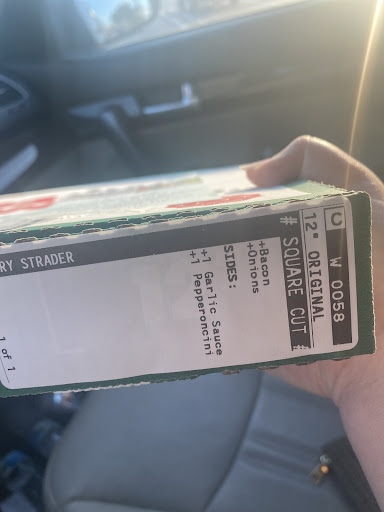 C W 0058
12" ORIGINAL
# SQUARE CUT #
+Bacon
+Onions
SIDES:
+1 Garlic Sauce
+1 Pepperoncini
RY STRADER
1 of 1